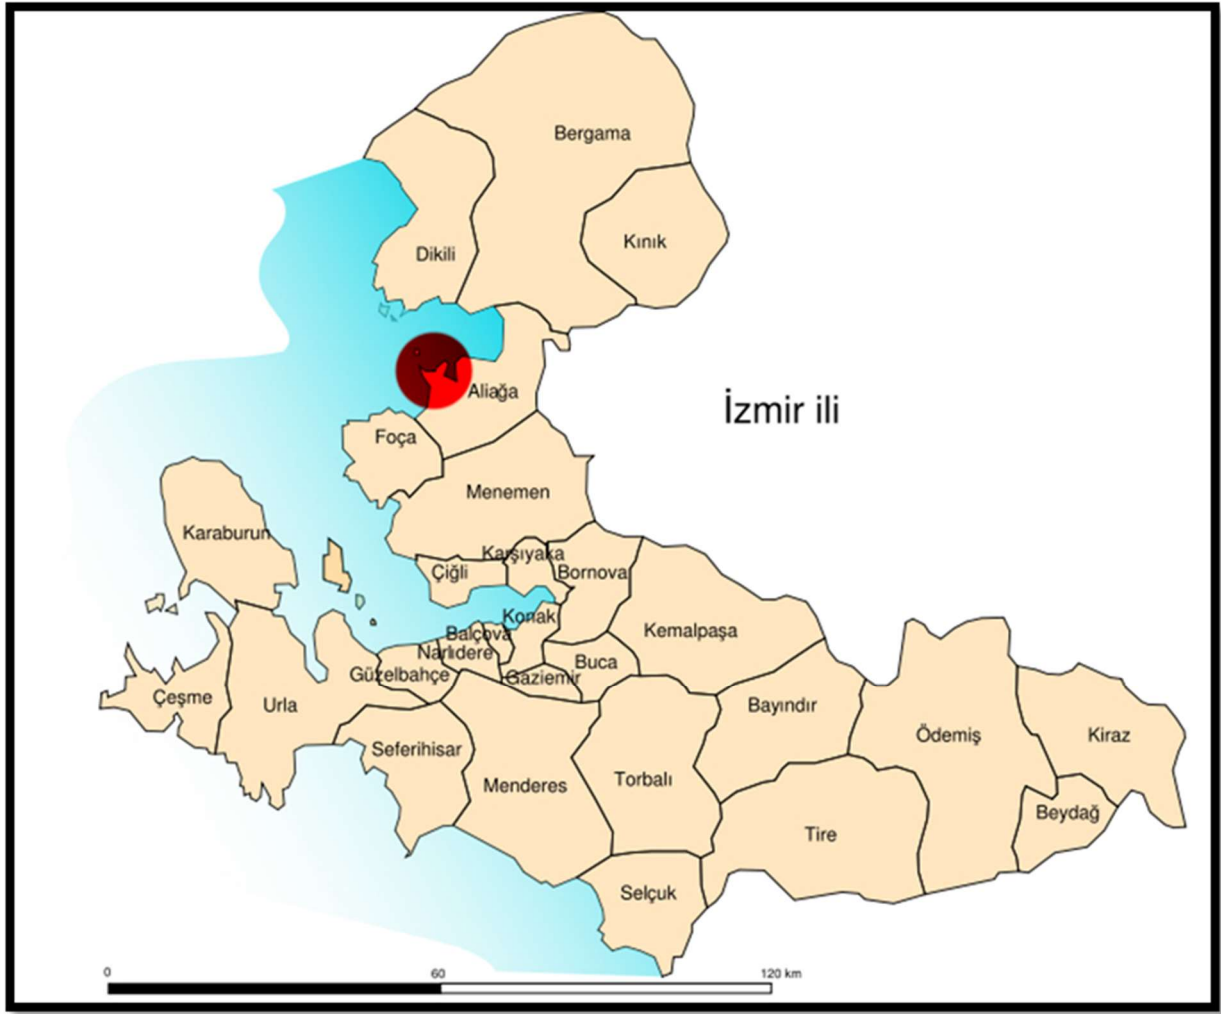 Bergama
Kınık
Dikili
Aliağa
İzmir ili
Foça
Menemen
Karaburun
Karşıyaka
Çiğli
Bornova
Konak
Balçova
Kemalpaşa
Narlıdere
Buca
Güzelbahçe
Gaziemir
Çeşme
Urla
Bayındır
Ödemiş
Kiraz
Seferihisar
Menderes
Torbalı
Beydağ
Tire
Selçuk
0 60 120 km